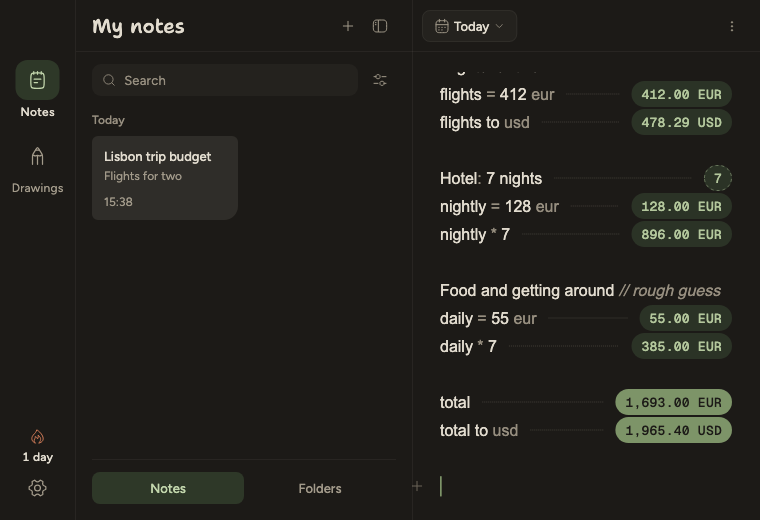 My notes
Today
Search
Notes
Drawings
Today
Lisbon trip budget
Flights for two
15:38
1 day
Notes
Folders
flights = 412 eur 412.00 EUR
flights to usd 478.29 USD
Hotel: 7 nights 7
nightly = 128 eur 128.00 EUR
nightly * 7 896.00 EUR
Food and getting around // rough guess
daily = 55 eur 55.00 EUR
daily * 7 385.00 EUR
total 1,693.00 EUR
total to usd 1,965.40 USD